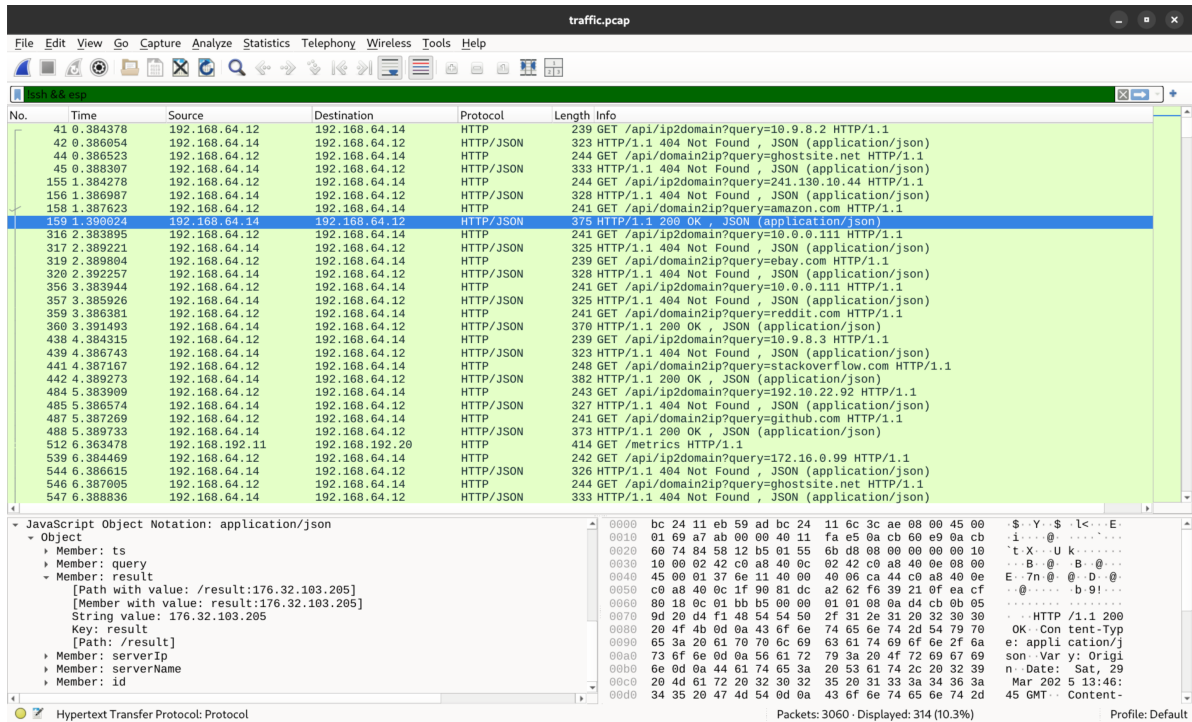 traffic.pcap
File Edit View Go Capture Analyze Statistics Telephony Wireless Tools Help
!ssh && esp
No. Time Source Destination Protocol Length Info
41 0.384378 192.168.64.12 192.168.64.14 HTTP 239 GET /api/ip2domain?query=10.9.8.2 HTTP/1.1
42 0.386054 192.168.64.14 192.168.64.12 HTTP/JSON 323 HTTP/1.1 404 Not Found , JSON (application/json)
44 0.386523 192.168.64.12 192.168.64.14 HTTP 244 GET /api/domain2ip?query=ghostsite.net HTTP/1.1
45 0.388307 192.168.64.14 192.168.64.12 HTTP/JSON 333 HTTP/1.1 404 Not Found , JSON (application/json)
155 1.384278 192.168.64.12 192.168.64.14 HTTP 244 GET /api/ip2domain?query=241.130.10.44 HTTP/1.1
156 1.386987 192.168.64.14 192.168.64.12 HTTP/JSON 328 HTTP/1.1 404 Not Found , JSON (application/json)
158 1.387623 192.168.64.12 192.168.64.14 HTTP 241 GET /api/domain2ip?query=amazon.com HTTP/1.1
159 1.390024 192.168.64.14 192.168.64.12 HTTP/JSON 375 HTTP/1.1 200 OK , JSON (application/json)
316 2.383895 192.168.64.12 192.168.64.14 HTTP 241 GET /api/ip2domain?query=10.0.0.111 HTTP/1.1
317 2.389221 192.168.64.14 192.168.64.12 HTTP/JSON 325 HTTP/1.1 404 Not Found , JSON (application/json)
319 2.389804 192.168.64.12 192.168.64.14 HTTP 239 GET /api/domain2ip?query=ebay.com HTTP/1.1
320 2.392257 192.168.64.14 192.168.64.12 HTTP/JSON 328 HTTP/1.1 404 Not Found , JSON (application/json)
356 3.383944 192.168.64.12 192.168.64.14 HTTP 241 GET /api/ip2domain?query=10.0.0.111 HTTP/1.1
357 3.385926 192.168.64.14 192.168.64.12 HTTP/JSON 325 HTTP/1.1 404 Not Found , JSON (application/json)
359 3.386381 192.168.64.12 192.168.64.14 HTTP 241 GET /api/domain2ip?query=reddit.com HTTP/1.1
360 3.391493 192.168.64.14 192.168.64.12 HTTP/JSON 370 HTTP/1.1 200 OK , JSON (application/json)
438 4.384315 192.168.64.12 192.168.64.14 HTTP 239 GET /api/ip2domain?query=10.9.8.3 HTTP/1.1
439 4.386743 192.168.64.14 192.168.64.12 HTTP/JSON 323 HTTP/1.1 404 Not Found , JSON (application/json)
441 4.387167 192.168.64.12 192.168.64.14 HTTP 248 GET /api/domain2ip?query=stackoverflow.com HTTP/1.1
442 4.389273 192.168.64.14 192.168.64.12 HTTP/JSON 382 HTTP/1.1 200 OK , JSON (application/json)
484 5.383909 192.168.64.12 192.168.64.14 HTTP 243 GET /api/ip2domain?query=192.10.22.92 HTTP/1.1
485 5.386574 192.168.64.14 192.168.64.12 HTTP/JSON 327 HTTP/1.1 404 Not Found , JSON (application/json)
487 5.387269 192.168.64.12 192.168.64.14 HTTP 241 GET /api/domain2ip?query=github.com HTTP/1.1
488 5.389733 192.168.64.14 192.168.64.12 HTTP/JSON 373 HTTP/1.1 200 OK , JSON (application/json)
512 6.363478 192.168.192.11 192.168.192.20 HTTP 414 GET /metrics HTTP/1.1
539 6.384469 192.168.64.12 192.168.64.14 HTTP 242 GET /api/ip2domain?query=172.16.0.99 HTTP/1.1
544 6.386615 192.168.64.14 192.168.64.12 HTTP/JSON 326 HTTP/1.1 404 Not Found , JSON (application/json)
546 6.387005 192.168.64.12 192.168.64.14 HTTP 244 GET /api/domain2ip?query=ghostsite.net HTTP/1.1
547 6.388836 192.168.64.14 192.168.64.12 HTTP/JSON 333 HTTP/1.1 404 Not Found , JSON (application/json)
JavaScript Object Notation: application/json
Object
Member: ts
Member: query
Member: result
[Path with value: /result:176.32.103.205]
[Member with value: result:176.32.103.205]
String value: 176.32.103.205
Key: result
[Path: /result]
Member: serverIp
Member: serverName
Member: id
0000 bc 24 11 eb 59 ad bc 24 11 6c 3c ae 08 00 45 00 ·$··Y··$ ·l<···E·
0010 01 69 a7 ab 00 00 40 11 fa e5 0a cb 60 e9 0a cb ·i····@· ····`···
0020 60 74 84 58 12 b5 01 55 6b d8 08 00 00 00 00 10 `t·X···U k·······
0030 10 00 02 42 c0 a8 40 0c 02 42 c0 a8 40 0e 08 00 ···B··@· ·B··@···
0040 45 00 01 37 6e 11 40 00 40 06 ca 44 c0 a8 40 0e E··7n·@· @··D··@·
0050 c0 a8 40 0c 1f 90 81 dc a2 62 f6 39 21 0f ea cf ··@····· ·b·9!···
0060 80 18 0c 01 bb b5 00 00 01 01 08 0a d4 cb 0b 05 ········ ········
0070 9d 20 d4 f1 48 54 54 50 2f 31 2e 31 20 32 30 30 · ··HTTP /1.1 200
0080 20 4f 4b 0d 0a 43 6f 6e 74 65 6e 74 2d 54 79 70 OK··Con tent-Typ
0090 65 3a 20 61 70 70 6c 69 63 61 74 69 6f 6e 2f 6a e: appli cation/j
00a0 73 6f 6e 0d 0a 56 61 72 79 3a 20 4f 72 69 67 69 son··Var y: Origi
00b0 6e 0d 0a 44 61 74 65 3a 20 53 61 74 2c 20 32 39 n··Date: Sat, 29
00c0 20 4d 61 72 20 32 30 32 35 20 31 33 3a 34 36 3a Mar 202 5 13:46:
00d0 34 35 20 47 4d 54 0d 0a 43 6f 6e 74 65 6e 74 2d 45 GMT·· Content-
Hypertext Transfer Protocol: Protocol Packets: 3060 · Displayed: 314 (10.3%) Profile: Default